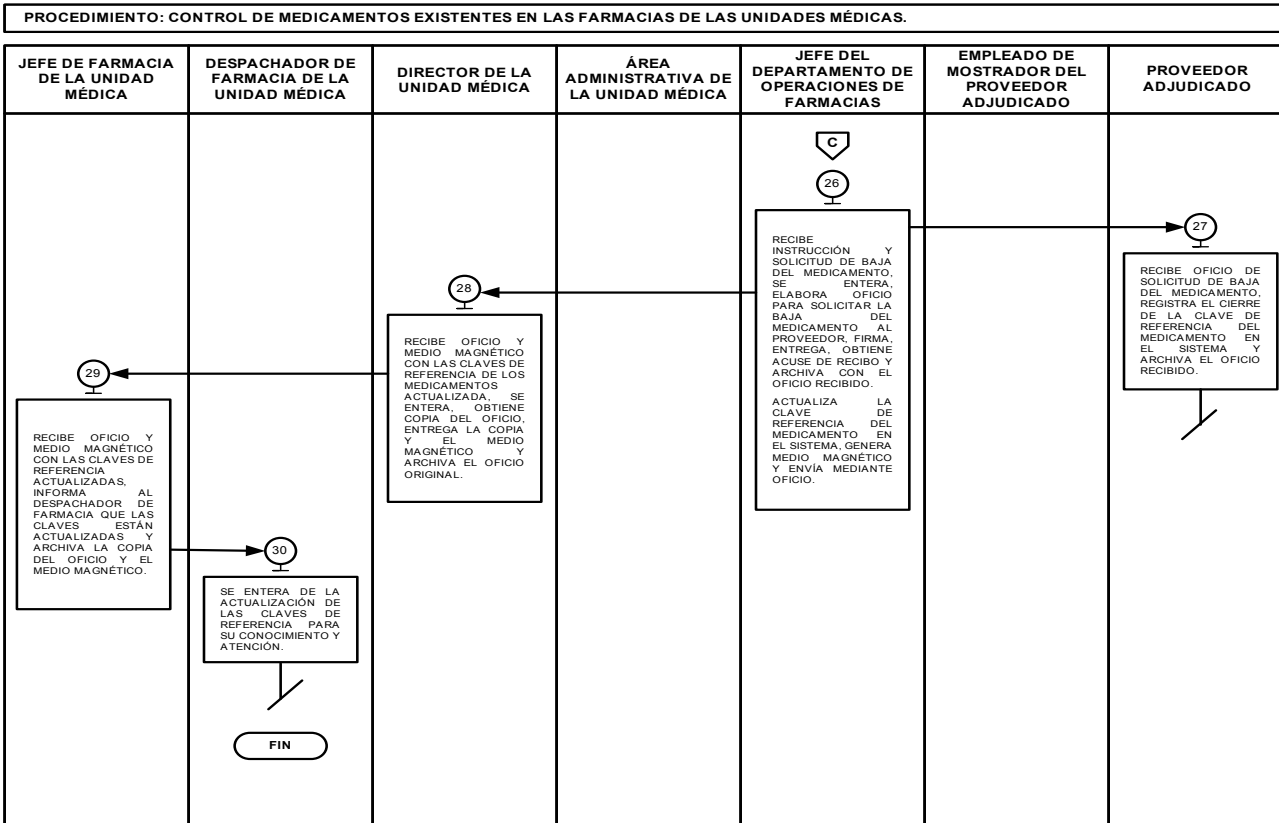 PROCEDIMIENTO: CONTROL DE MEDICAMENTOS EXISTENTES EN LAS FARMACIAS DE LAS UNIDADES MÉDICAS.
JEFE DE FARMACIA
DE LA UNIDAD
MÉDICA
DESPACHADOR DE
FARMACIA DE LA
UNIDAD MÉDICA
DIRECTOR DE LA
UNIDAD MÉDICA
ÁREA
ADMINISTRATIVA DE
LA UNIDAD MÉDICA
JEFE DEL
DEPARTAMENTO DE
OPERACIONES DE
FARMACIAS
EMPLEADO DE
MOSTRADOR DEL
PROVEEDOR
ADJUDICADO
PROVEEDOR
ADJUDICADO
C
26
RECIBE
INSTRUCCIÓN Y
SOLICITUD DE BAJA
DEL MEDICAMENTO,
SE ENTERA,
ELABORA OFICIO
PARA SOLICITAR LA
BAJA DEL
MEDICAMENTO AL
PROVEEDOR, FIRMA,
ENTREGA, OBTIENE
ACUSE DE RECIBO Y
ARCHIVA CON EL
OFICIO RECIBIDO.
ACTUALIZA LA
CLAVE DE
REFERENCIA DEL
MEDICAMENTO EN
EL SISTEMA, GENERA
MEDIO MAGNÉTICO
Y ENVÍA MEDIANTE
OFICIO.
27
RECIBE OFICIO DE
SOLICITUD DE BAJA
DEL MEDICAMENTO,
REGISTRA EL CIERRE
DE LA CLAVE DE
REFERENCIA DEL
MEDICAMENTO EN
EL SISTEMA Y
ARCHIVA EL OFICIO
RECIBIDO.
28
RECIBE OFICIO Y
MEDIO MAGNÉTICO
CON LAS CLAVES DE
REFERENCIA DE LOS
MEDICAMENTOS
ACTUALIZADA, SE
ENTERA, OBTIENE
COPIA DEL OFICIO,
ENTREGA LA COPIA
Y EL MEDIO
MAGNÉTICO Y
ARCHIVA EL OFICIO
ORIGINAL.
29
RECIBE OFICIO Y
MEDIO MAGNÉTICO
CON LAS CLAVES DE
REFERENCIA
ACTUALIZADAS,
INFORMA AL
DESPACHADOR DE
FARMACIA QUE LAS
CLAVES ESTÁN
ACTUALIZADAS Y
ARCHIVA LA COPIA
DEL OFICIO Y EL
MEDIO MAGNÉTICO.
30
SE ENTERA DE LA
ACTUALIZACIÓN DE
LAS CLAVES DE
REFERENCIA PARA
SU CONOCIMIENTO Y
ATENCIÓN.
FIN